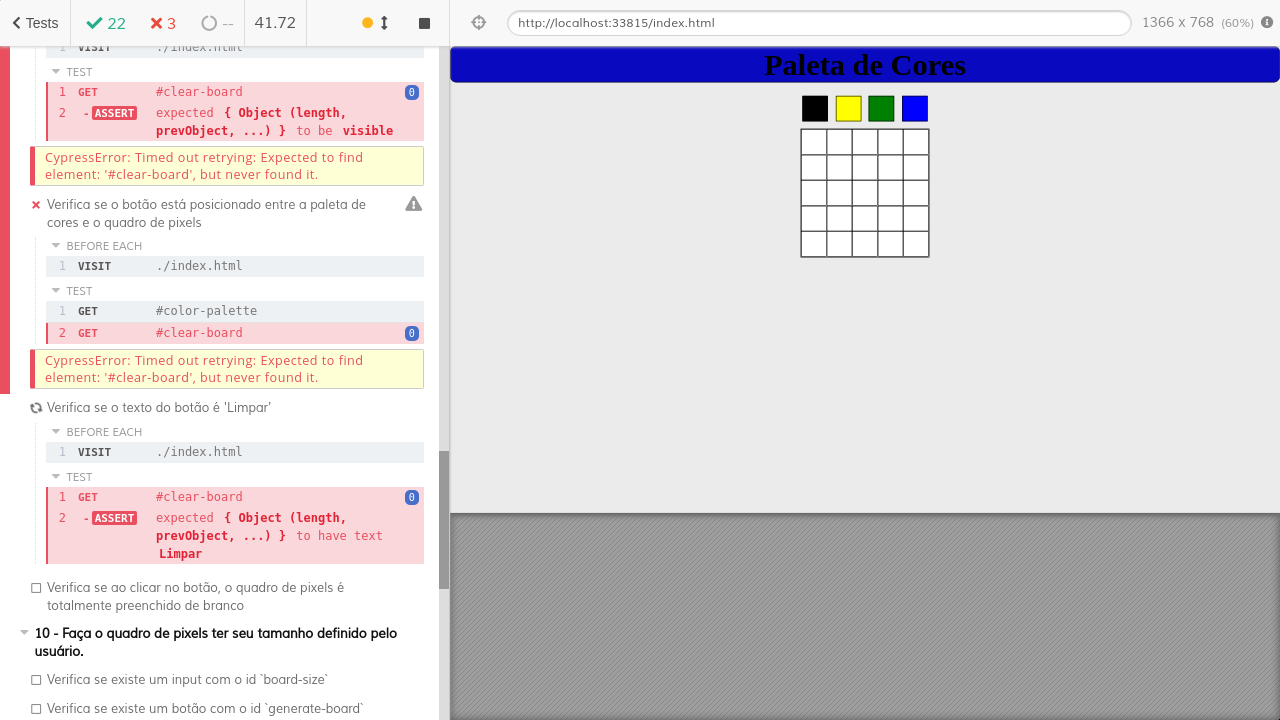 Tests
22
3
--
41.72
http://localhost:33815/index.html
1366 x 768 (60%)
1 VISIT ./index.html
TEST
1 GET #clear-board 0
2 - ASSERT expected { Object (length,
prevObject, ...) } to be visible
CypressError: Timed out retrying: Expected to find
element: '#clear-board', but never found it.
Verifica se o botão está posicionado entre a paleta de
cores e o quadro de pixels
BEFORE EACH
1 VISIT ./index.html
TEST
1 GET #color-palette
2 GET #clear-board 0
CypressError: Timed out retrying: Expected to find
element: '#clear-board', but never found it.
Verifica se o texto do botão é 'Limpar'
BEFORE EACH
1 VISIT ./index.html
TEST
1 GET #clear-board 0
2 - ASSERT expected { Object (length,
prevObject, ...) } to have text
Limpar
Verifica se ao clicar no botão, o quadro de pixels é
totalmente preenchido de branco
10 - Faça o quadro de pixels ter seu tamanho definido pelo
usuário.
Verifica se existe um input com o id `board-size`
Verifica se existe um botão com o id `generate-board`
Paleta de Cores